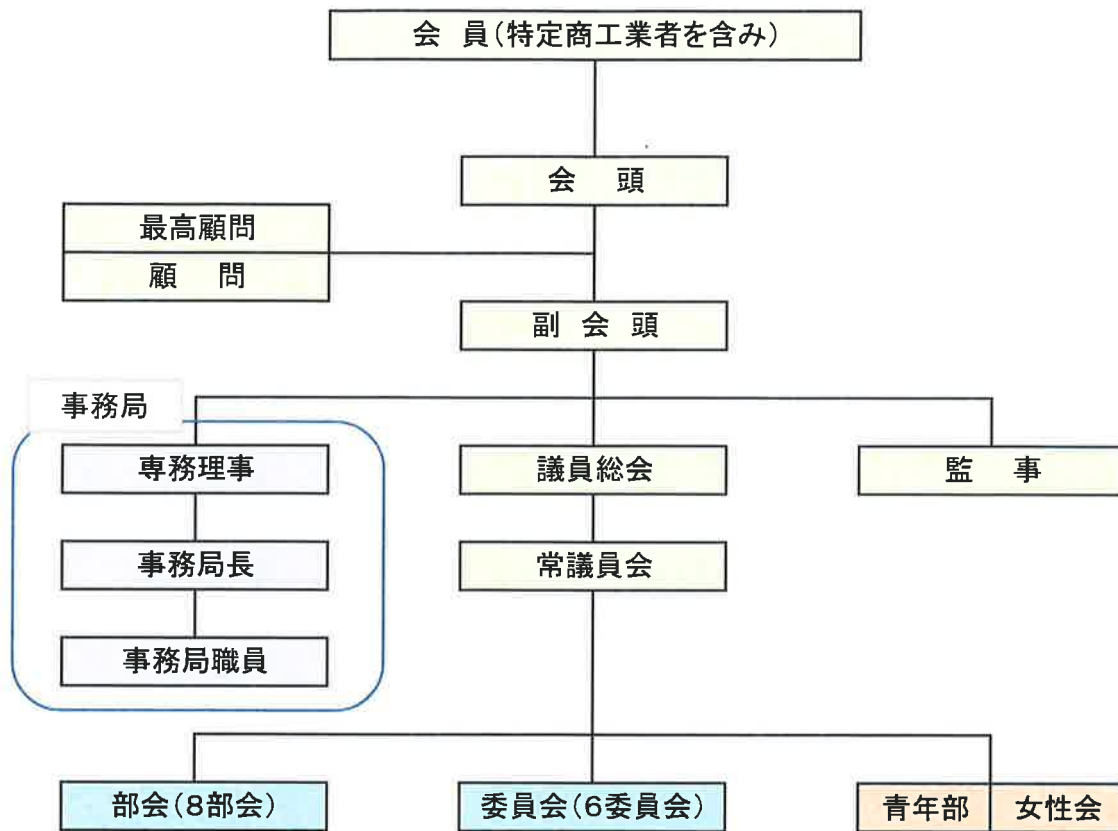 会 員(特定商工業者を含み)
会 頭
最高顧問
顧 問
副 会 頭
事務局
専務理事
議員総会
監 事
事務局長
常議員会
事務局職員
部会(8部会)
委員会(6委員会)
青年部
女性会